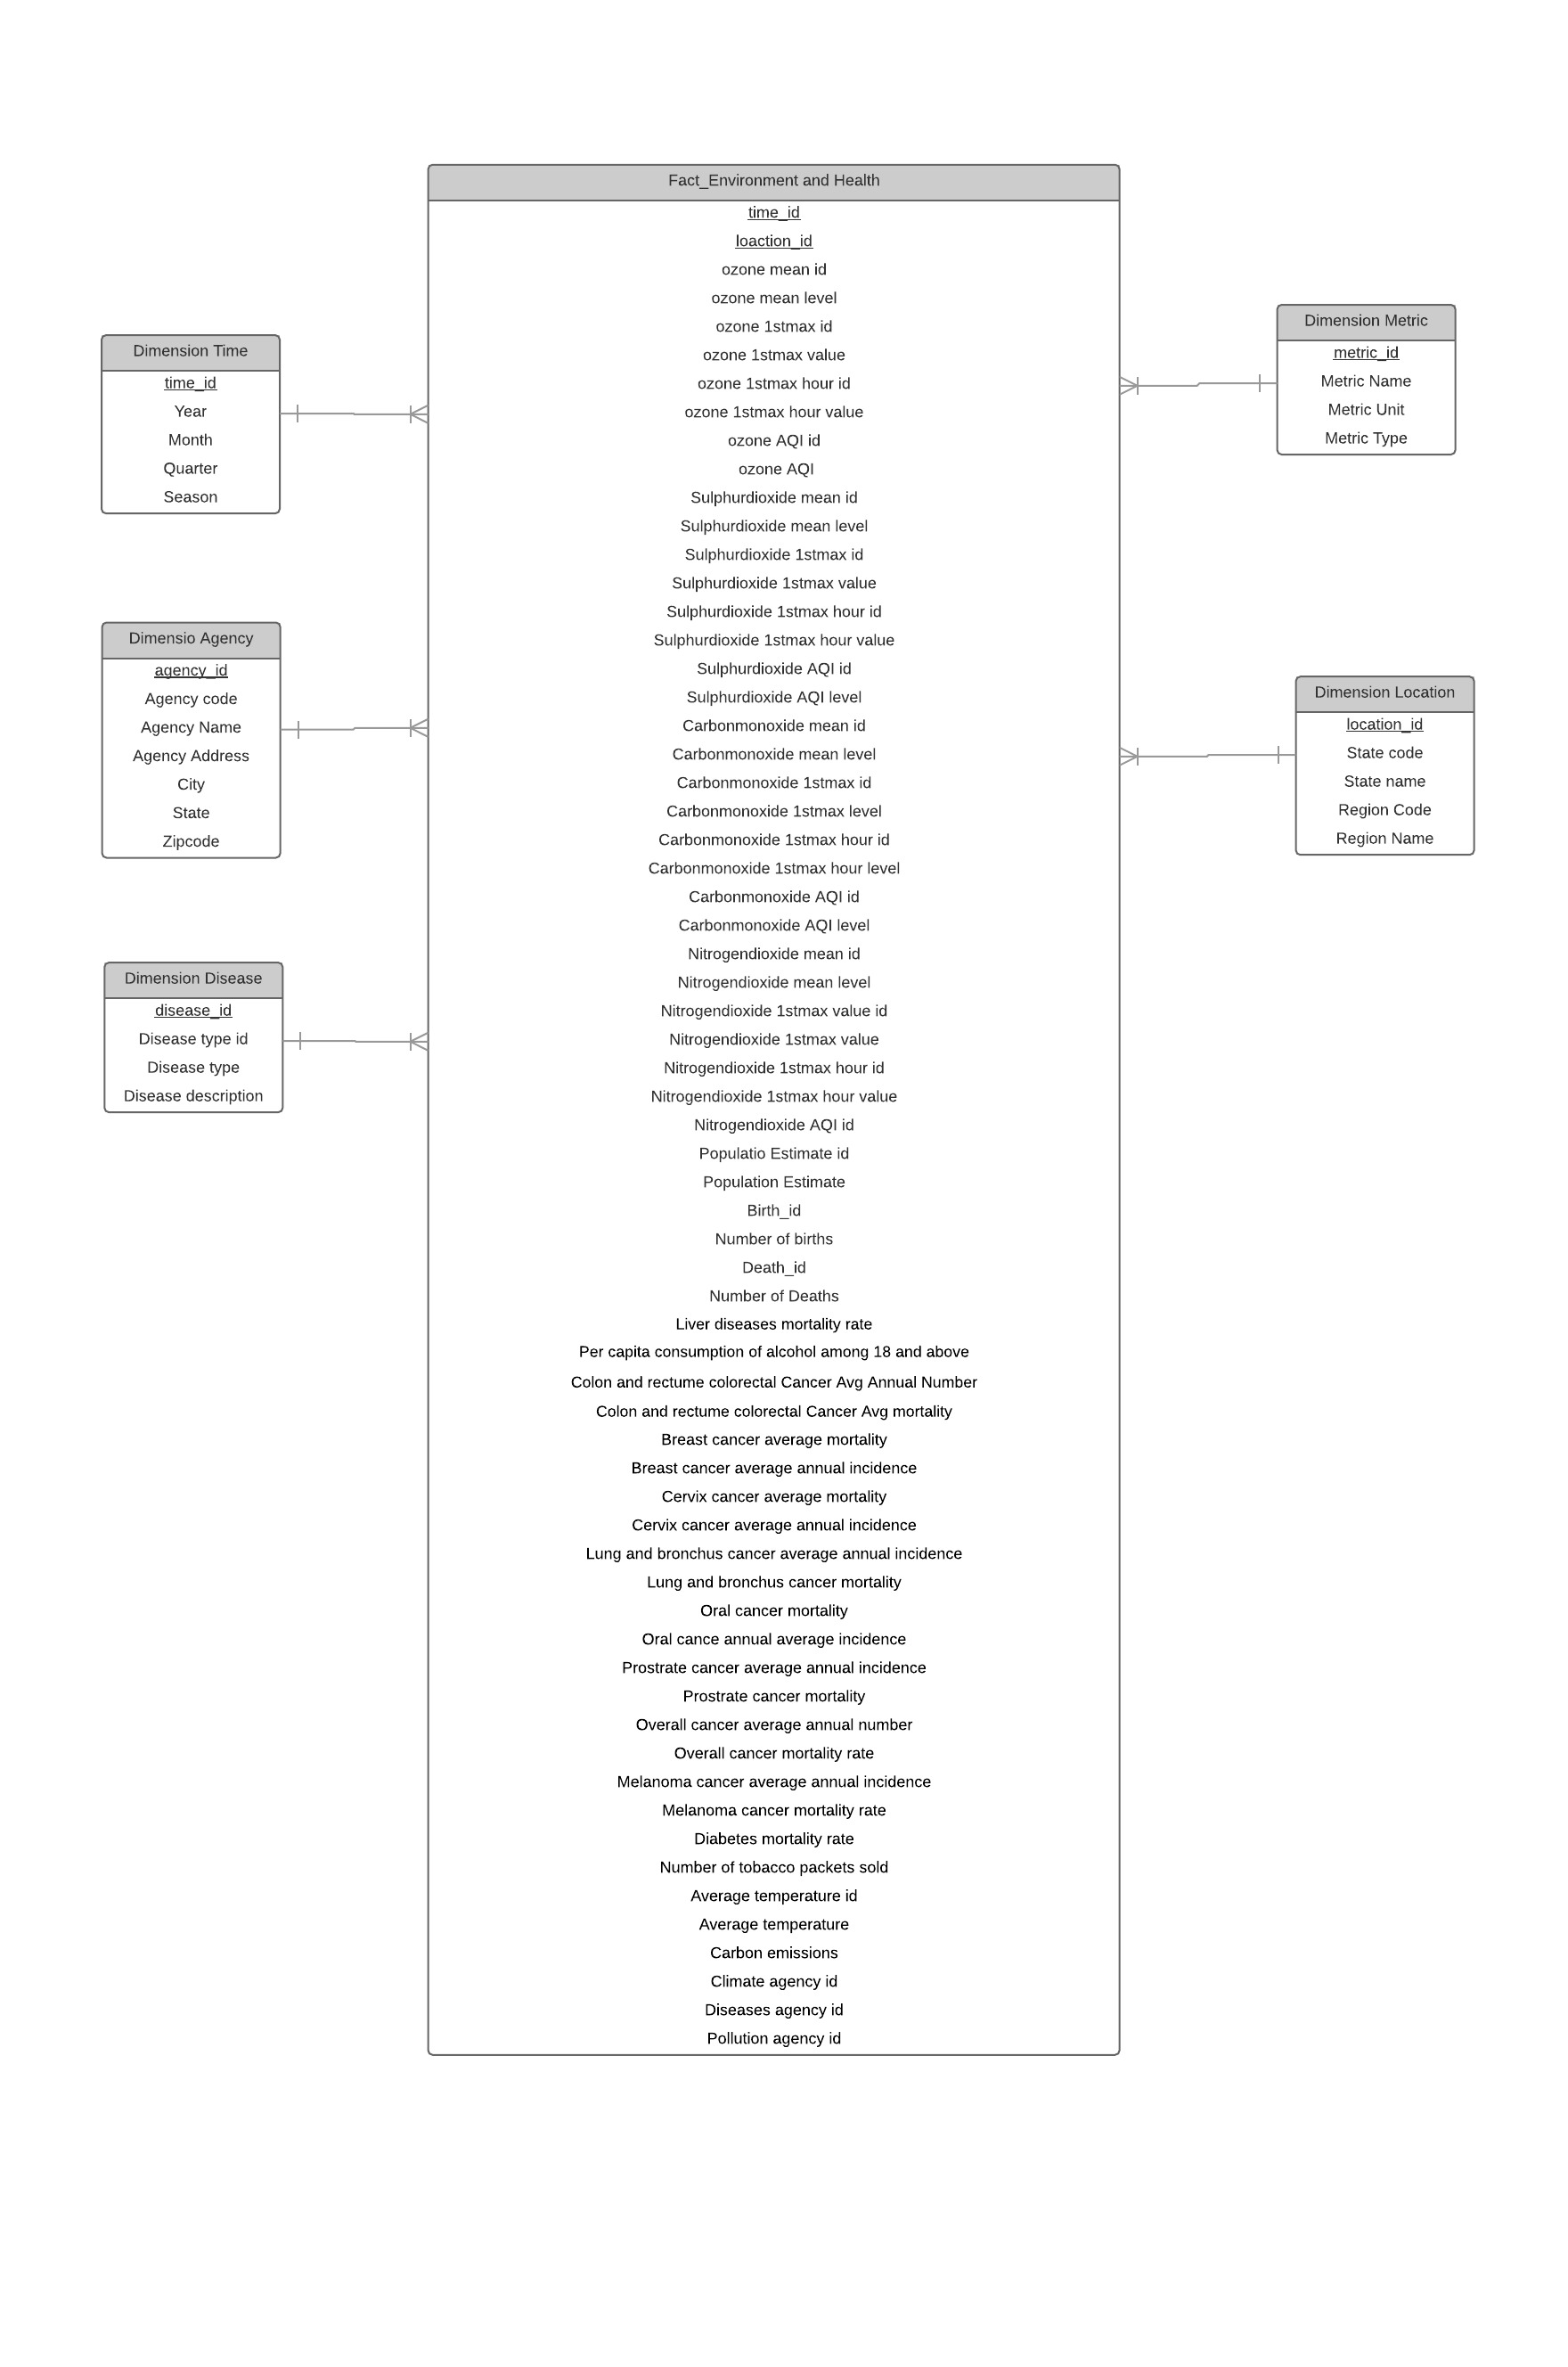 Fact_Environment and Health
time_id
loaction_id
ozone mean id
ozone mean level
ozone 1stmax id
ozone 1stmax value
ozone 1stmax hour id
ozone 1stmax hour value
ozone AQI id
ozone AQI
Sulphurdioxide mean id
Sulphurdioxide mean level
Sulphurdioxide 1stmax id
Sulphurdioxide 1stmax value
Sulphurdioxide 1stmax hour id
Sulphurdioxide 1stmax hour value
Sulphurdioxide AQI id
Sulphurdioxide AQI level
Carbonmonoxide mean id
Carbonmonoxide mean level
Carbonmonoxide 1stmax id
Carbonmonoxide 1stmax level
Carbonmonoxide 1stmax hour id
Carbonmonoxide 1stmax hour level
Carbonmonoxide AQI id
Carbonmonoxide AQI level
Nitrogendioxide mean id
Nitrogendioxide mean level
Nitrogendioxide 1stmax value id
Nitrogendioxide 1stmax value
Nitrogendioxide 1stmax hour id
Nitrogendioxide 1stmax hour value
Nitrogendioxide AQI id
Populatio Estimate id
Population Estimate
Birth_id
Number of births
Death_id
Number of Deaths
Liver diseases mortality rate
Per capita consumption of alcohol among 18 and above
Colon and rectume colorectal Cancer Avg Annual Number
Colon and rectume colorectal Cancer Avg mortality
Breast cancer average mortality
Breast cancer average annual incidence
Cervix cancer average mortality
Cervix cancer average annual incidence
Lung and bronchus cancer average annual incidence
Lung and bronchus cancer mortality
Oral cancer mortality
Oral cance annual average incidence
Prostrate cancer average annual incidence
Prostrate cancer mortality
Overall cancer average annual number
Overall cancer mortality rate
Melanoma cancer average annual incidence
Melanoma cancer mortality rate
Diabetes mortality rate
Number of tobacco packets sold
Average temperature id
Average temperature
Carbon emissions
Climate agency id
Diseases agency id
Pollution agency id
Dimension Time
time_id
Year
Month
Quarter
Season
Dimensio Agency
agency_id
Agency code
Agency Name
Agency Address
City
State
Zipcode
Dimension Disease
disease_id
Disease type id
Disease type
Disease description
Dimension Metric
metric_id
Metric Name
Metric Unit
Metric Type
Dimension Location
location_id
State code
State name
Region Code
Region Name